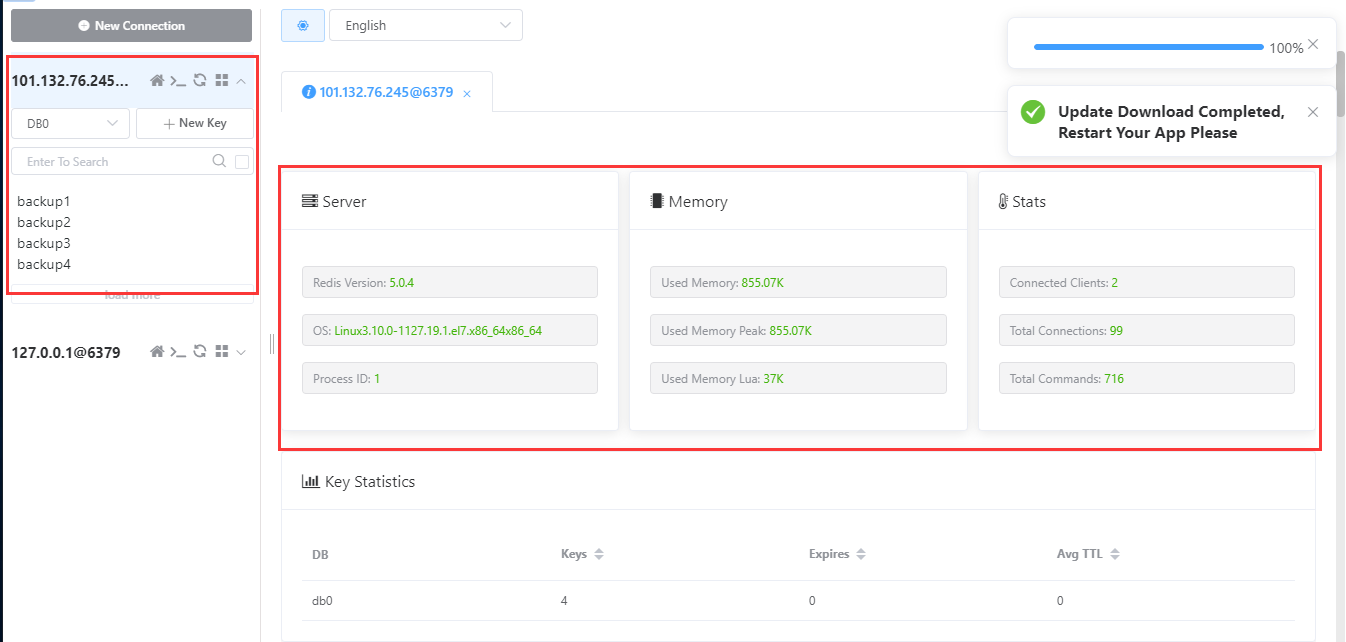 New Connection
English
100%
101.132.76.245...
DB0
New Key
Enter To Search
backup1
backup2
backup3
backup4
load more
127.0.0.1@6379
101.132.76.245@6379
Update Download Completed,
Restart Your App Please
Server
Redis Version: 5.0.4
OS: Linux3.10.0-1127.19.1.el7.x86_64x86_64
Process ID: 1
Memory
Used Memory: 855.07K
Used Memory Peak: 855.07K
Used Memory Lua: 37K
Stats
Connected Clients: 2
Total Connections: 99
Total Commands: 716
Key Statistics
DB Keys Expires Avg TTL
db0 4 0 0